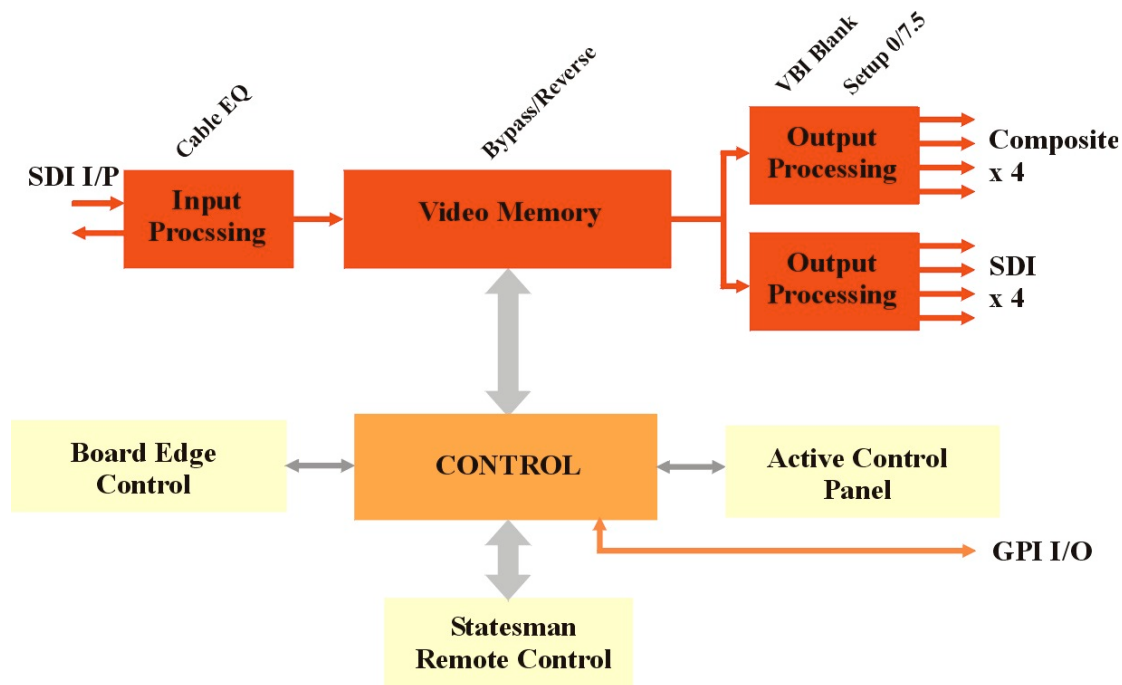 VBI Blank
Setup 0/7.5
Cable EQ
Bypass/Reverse
SDI I/P
Input
Procssing
Video Memory
Output
Processing
Composite
x 4
Output
Processing
SDI
x 4
Board Edge
Control
CONTROL
Active Control
Panel
GPI I/O
Statesman
Remote Control